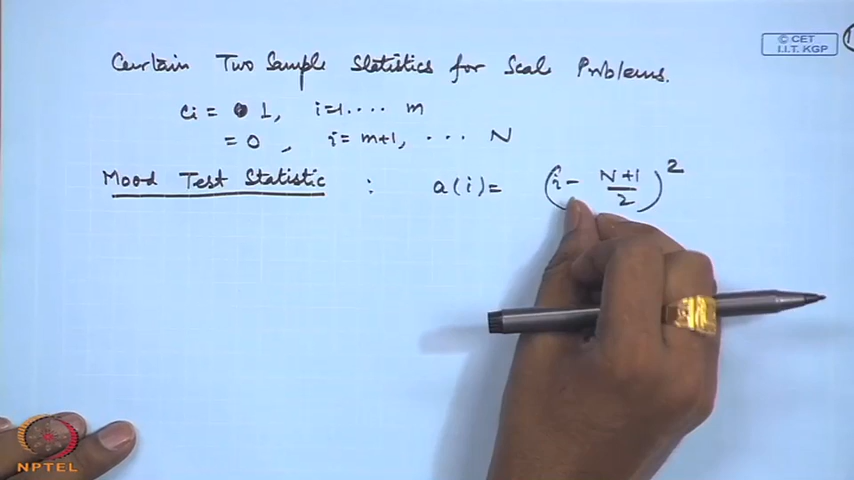 © CET
I.I.T. KGP
Certain Two Sample Statistics for Scale Problems.
ci = 1, i=1.... m
= 0, i= m+1, ... N
Mood Test Statistic : a(i)= (i - N+1/2)^2
NPTEL